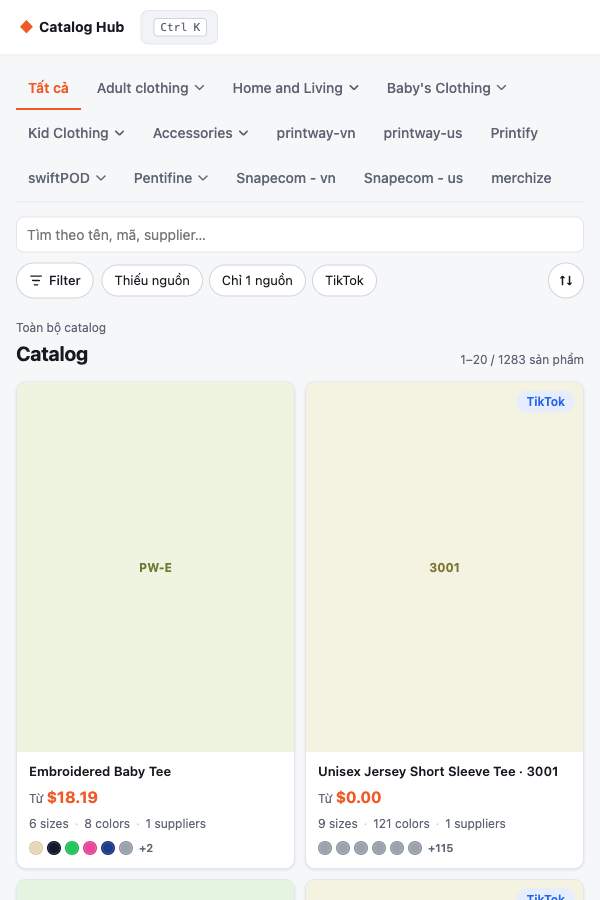 Catalog Hub
Ctrl K
Tất cả
Adult clothing
Home and Living
Baby's Clothing
Kid Clothing
Accessories
printway-vn
printway-us
Printify
swiftPOD
Pentifine
Snapecom - vn
Snapecom - us
merchize
Tìm theo tên, mã, supplier...
Filter
Thiếu nguồn
Chỉ 1 nguồn
TikTok
Toàn bộ catalog
Catalog
1–20 / 1283 sản phẩm
PW-E
Embroidered Baby Tee
Từ $18.19
6 sizes · 8 colors · 1 suppliers
+2
TikTok
3001
Unisex Jersey Short Sleeve Tee · 3001
Từ $0.00
9 sizes · 121 colors · 1 suppliers
+115
TikTok